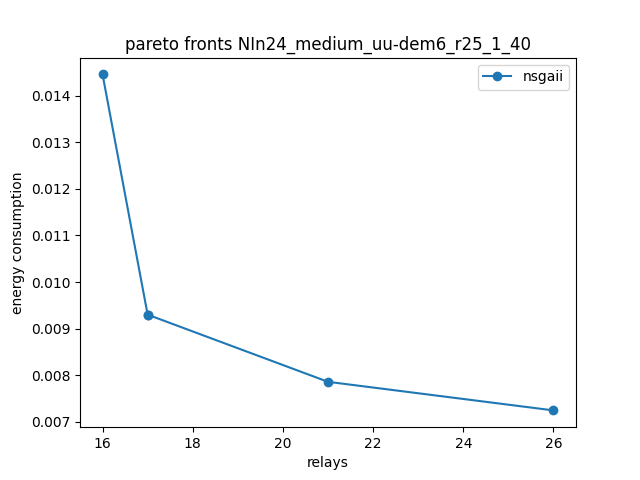 pareto fronts NIn24_medium_uu-dem6_r25_1_40
nsgaii
0.014
0.013
0.012
0.011
0.010
0.009
0.008
0.007
energy consumption
16 18 20 22 24 26
relays